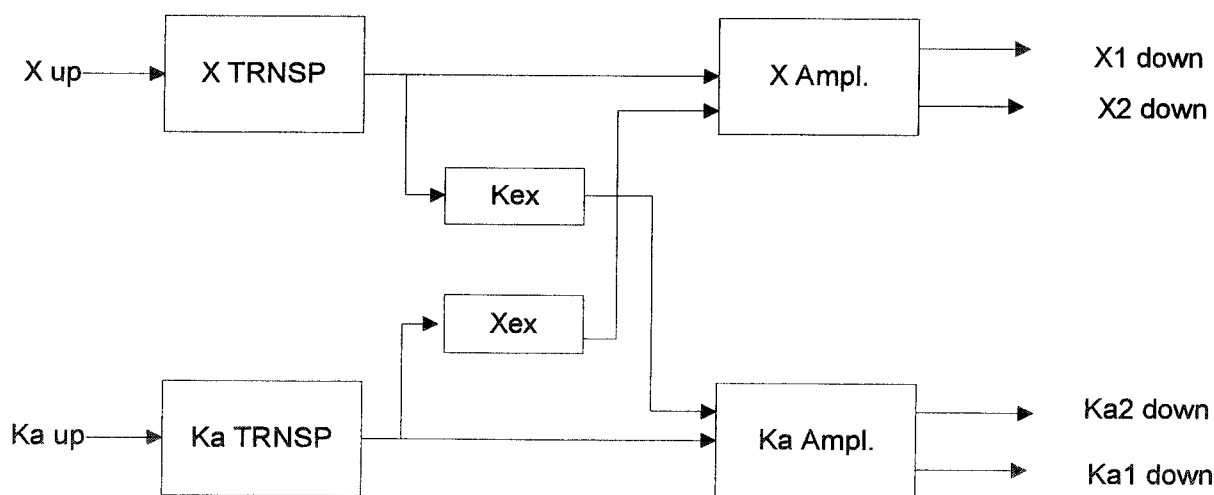 X up
X TRNSP
X Ampl.
X1 down
X2 down
Kex
Xex
Ka up
Ka TRNSP
Ka Ampl.
Ka2 down
Ka1 down